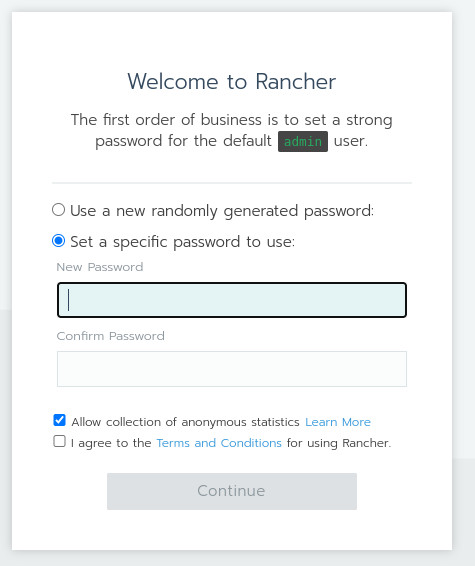 Welcome to Rancher
The first order of business is to set a strong
password for the default admin user.
Use a new randomly generated password:
Set a specific password to use:
New Password
Confirm Password
Allow collection of anonymous statistics Learn More
I agree to the Terms and Conditions for using Rancher.
Continue